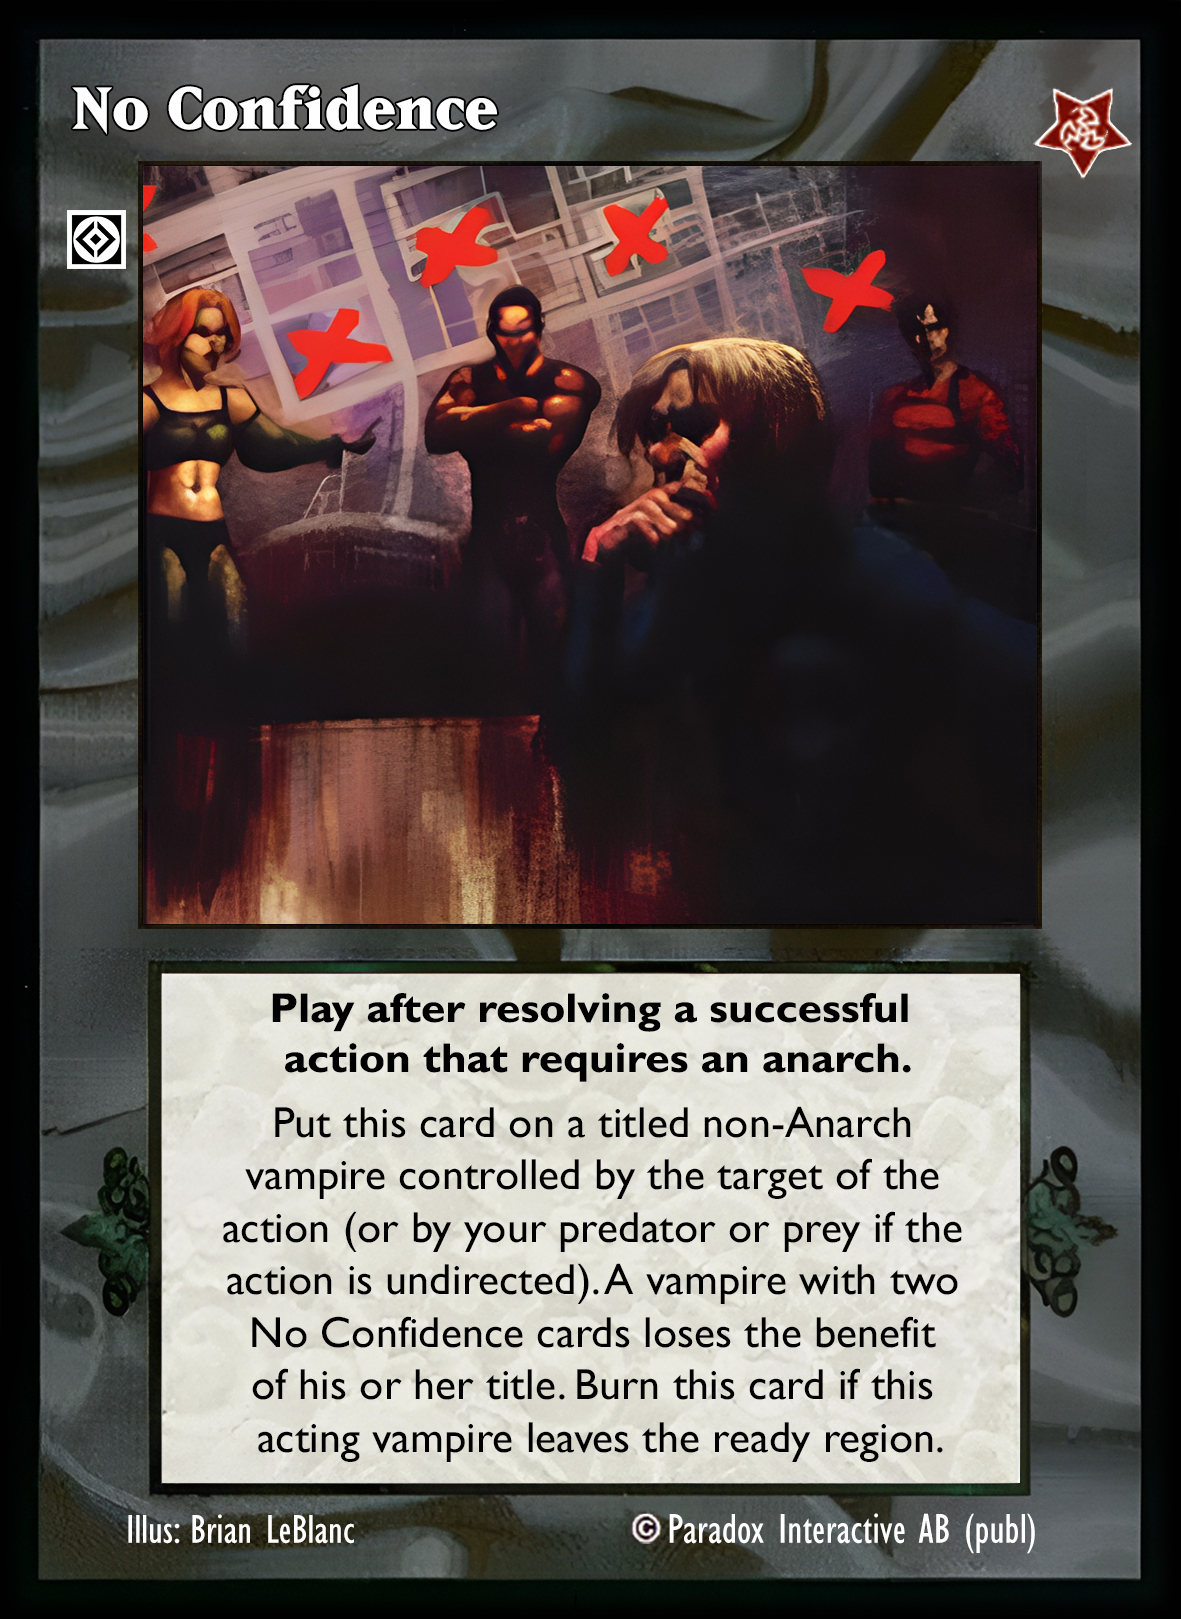 No Confidence
Play after resolving a successful
action that requires an anarch.
Put this card on a titled non-Anarch
vampire controlled by the target of the
action (or by your predator or prey if the
action is undirected). A vampire with two
No Confidence cards loses the benefit
of his or her title. Burn this card if this
acting vampire leaves the ready region.
Illus: Brian LeBlanc
© Paradox Interactive AB (publ)